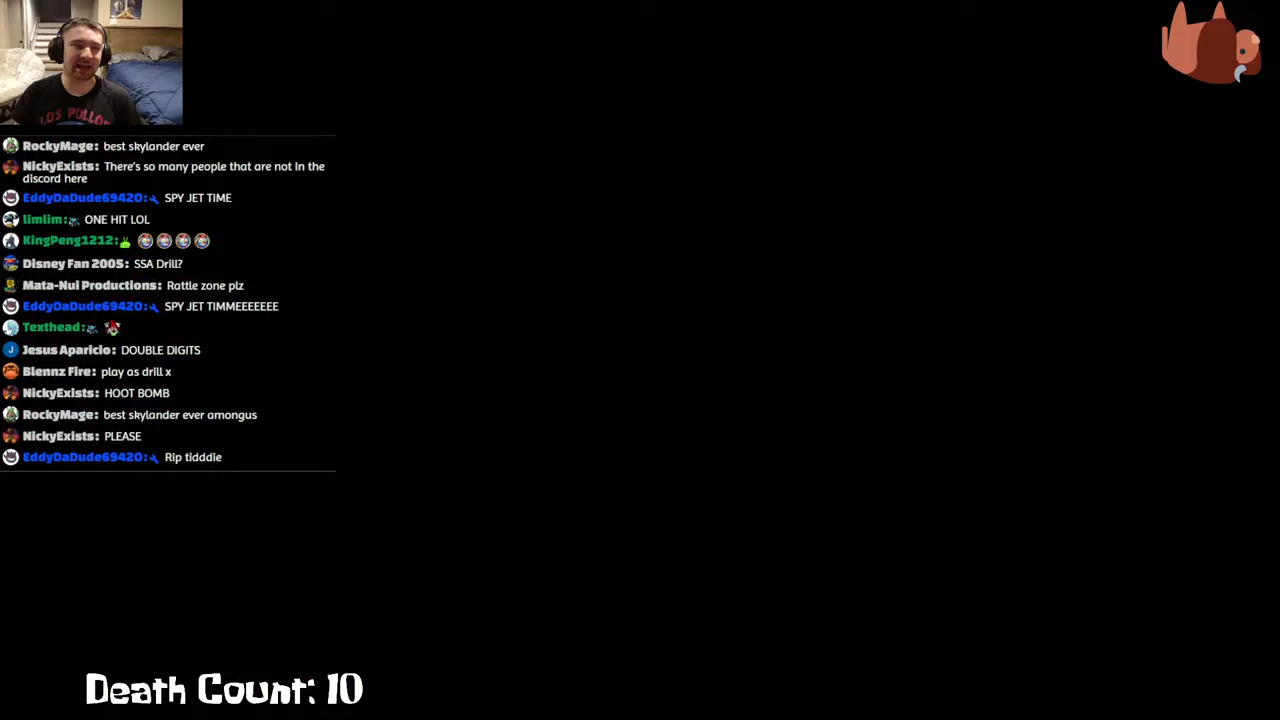 LOS POLLOS
RockyMage: best skylander ever
NickyExists: There's so many people that are not in the
discord here
EddyDaDude69420: SPY JET TIME
limlim: ONE HIT LOL
KingPeng1212:
Disney Fan 2005: SSA Drill?
Mata-Nui Productions: Rattle zone plz
EddyDaDude69420: SPY JET TIMMEEEEEEE
Texthead:
J Jesus Aparicio: DOUBLE DIGITS
Blennz Fire: play as drill x
NickyExists: HOOT BOMB
RockyMage: best skylander ever amongus
NickyExists: PLEASE
EddyDaDude69420: Rip tidddie
Death Count: 10